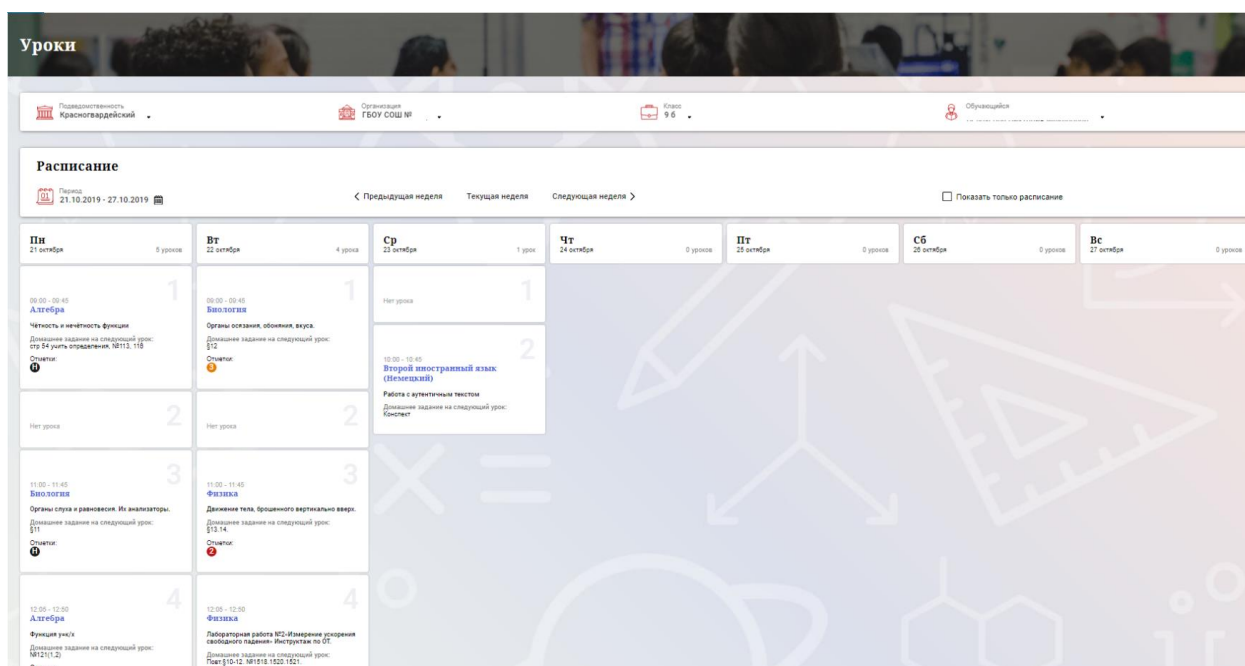 Уроки
Подведомственность
Красногвардейский
Организация
ГБОУ СОШ №
Класс
9 б
Обучающийся
Расписание
01
Период
21.10.2019 - 27.10.2019
Предыдущая неделя
Текущая неделя
Следующая неделя
Показать только расписание
Пн
21 октября
5 уроков
Вт
22 октября
4 урока
Ср
23 октября
1 урок
Чт
24 октября
0 уроков
Пт
25 октября
0 уроков
Сб
26 октября
0 уроков
Вс
27 октября
0 уроков
1
09:00 - 09:45
Алгебра
Чётность и нечётность функции
Домашнее задание на следующий урок:
стр 54 учить определения, №113, 118
Отметки:
Н
2
Нет урока
3
11:00 - 11:45
Биология
Органы слуха и равновесия. Их анализаторы.
Домашнее задание на следующий урок:
§11
Отметки:
Н
4
12:05 - 12:50
Алгебра
Функция y=к/х
Домашнее задание на следующий урок:
№121(1,2)
1
09:00 - 09:45
Биология
Органы осязания, обоняния, вкуса.
Домашнее задание на следующий урок:
§12
Отметки:
3
2
Нет урока
3
11:00 - 11:45
Физика
Движение тела, брошенного вертикально вверх.
Домашнее задание на следующий урок:
§13,14.
Отметки:
2
4
12:05 - 12:50
Физика
Лабораторная работа №2«Измерение ускорения
свободного падения» Инструктаж по ОТ.
Домашнее задание на следующий урок:
Повт.§10-12. №1518.1520.1521.
1
Нет урока
2
10:00 - 10:45
Второй иностранный язык
(Немецкий)
Работа с аутентичным текстом
Домашнее задание на следующий урок:
Конспект